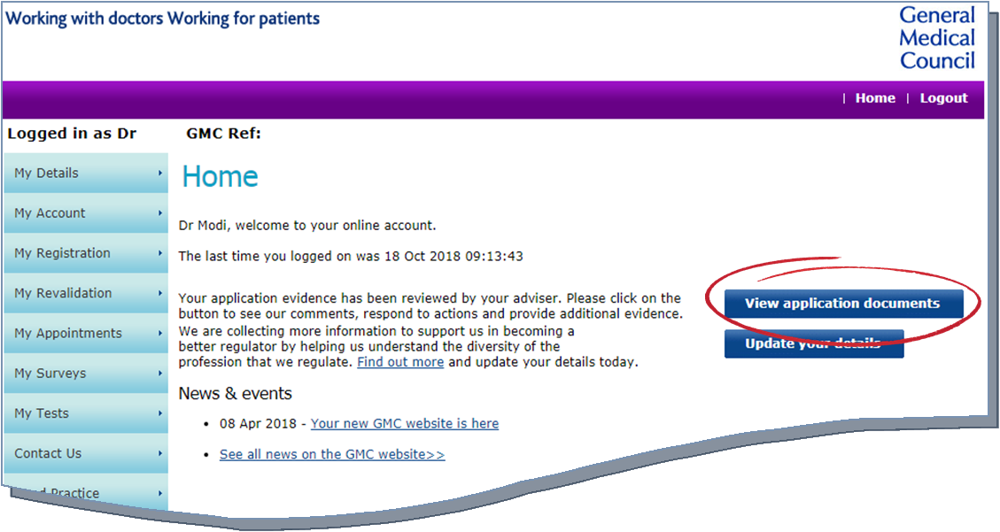 Working with doctors Working for patients
General
Medical
Council
| Home | Logout
Logged in as Dr GMC Ref:
My Details
My Account
My Registration
My Revalidation
My Appointments
My Surveys
My Tests
Contact Us
Practice
Home
Dr Modi, welcome to your online account.
The last time you logged on was 18 Oct 2018 09:13:43
Your application evidence has been reviewed by your adviser. Please click on the
button to see our comments, respond to actions and provide additional evidence.
We are collecting more information to support us in becoming a
better regulator by helping us understand the diversity of the
profession that we regulate. Find out more and update your details today.
View application documents
Update your details
News & events
• 08 Apr 2018 - Your new GMC website is here
• See all news on the GMC website>>